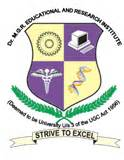 Dr. M.G.R. EDUCATIONAL AND RESEARCH INSTITUTE
(Deemed to be University U/s 3 of the UGC Act 1956)
STRIVE TO EXCEL